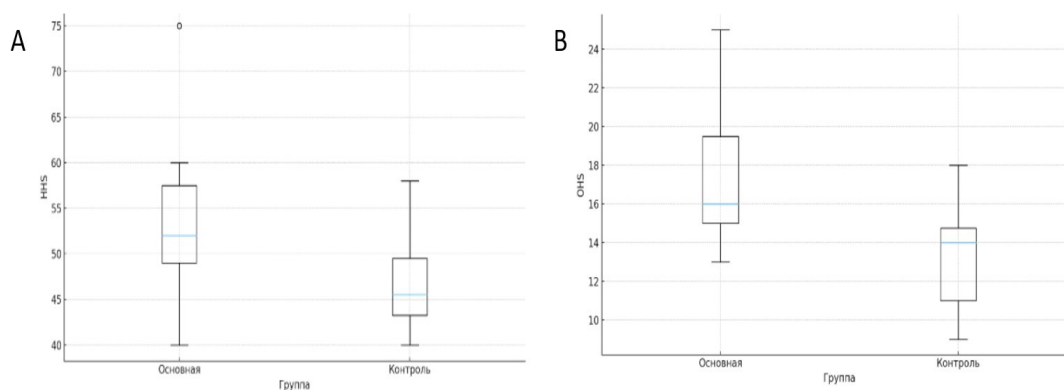 A
HHS
75
70
65
60
55
50
45
40
Основная
Контроль
Группа
B
OHS
24
22
20
18
16
14
12
10
Основная
Контроль
Группа